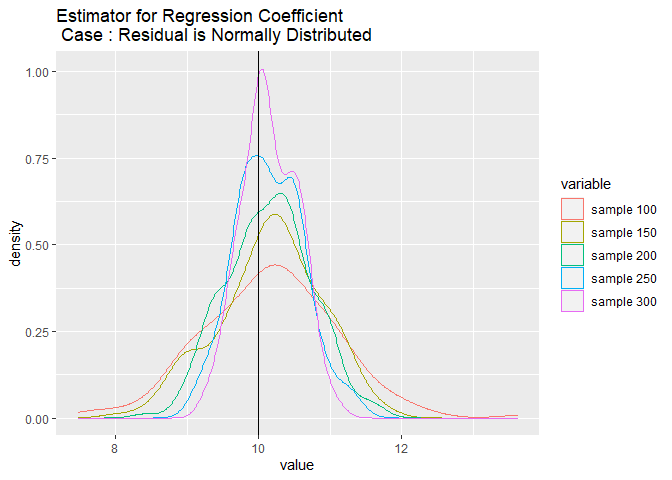 Estimator for Regression Coefficient
Case : Residual is Normally Distributed
1.00
0.75
0.50
0.25
0.00
density
8
10
12
value
variable
sample 100
sample 150
sample 200
sample 250
sample 300